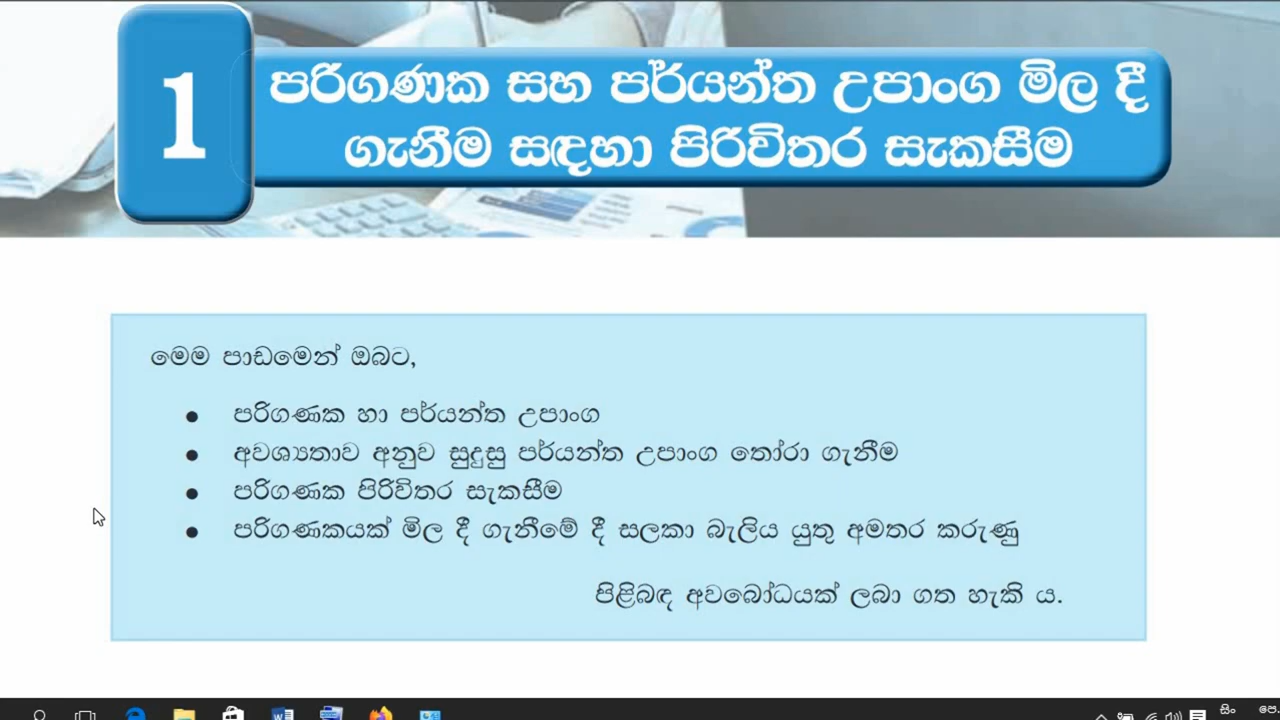 1
පරිගණක සහ පර්යන්ත උපාංග මිල දී
ගැනීම සඳහා පිරිවිතර සැකසීම
මෙම පාඩමෙන් ඔබට,
● පරිගණක හා පර්යන්ත උපාංග
● අවශ්‍යතාව අනුව සුදුසු පර්යන්ත උපාංග තෝරා ගැනීම
● පරිගණක පිරිවිතර සැකසීම
● පරිගණකයක් මිල දී ගැනීමේ දී සලකා බැලිය යුතු අමතර කරුණු
පිළිබඳ අවබෝධයක් ලබා ගත හැකි ය.
සිං පෙ.